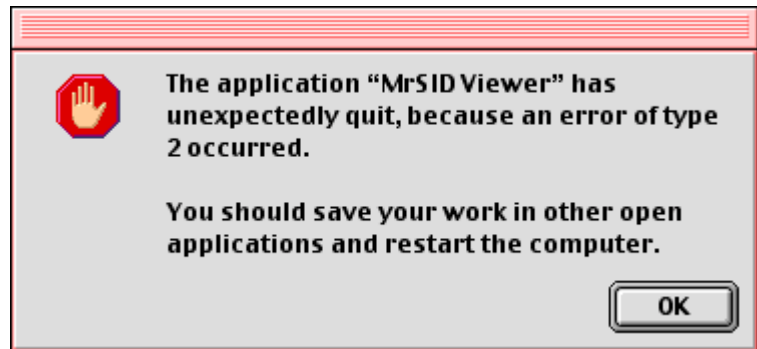 The application “MrSID Viewer” has
unexpectedly quit, because an error of type
2 occurred.
You should save your work in other open
applications and restart the computer.
OK